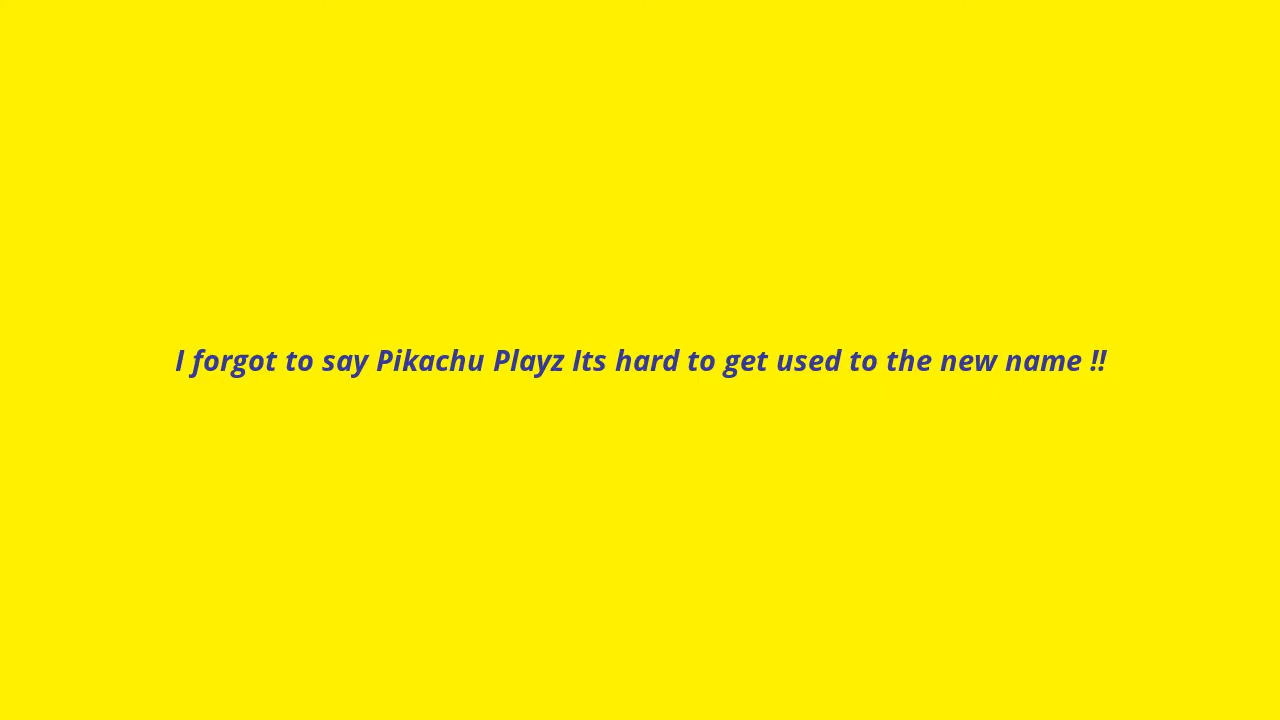 I forgot to say Pikachu Playz Its hard to get used to the new name !!